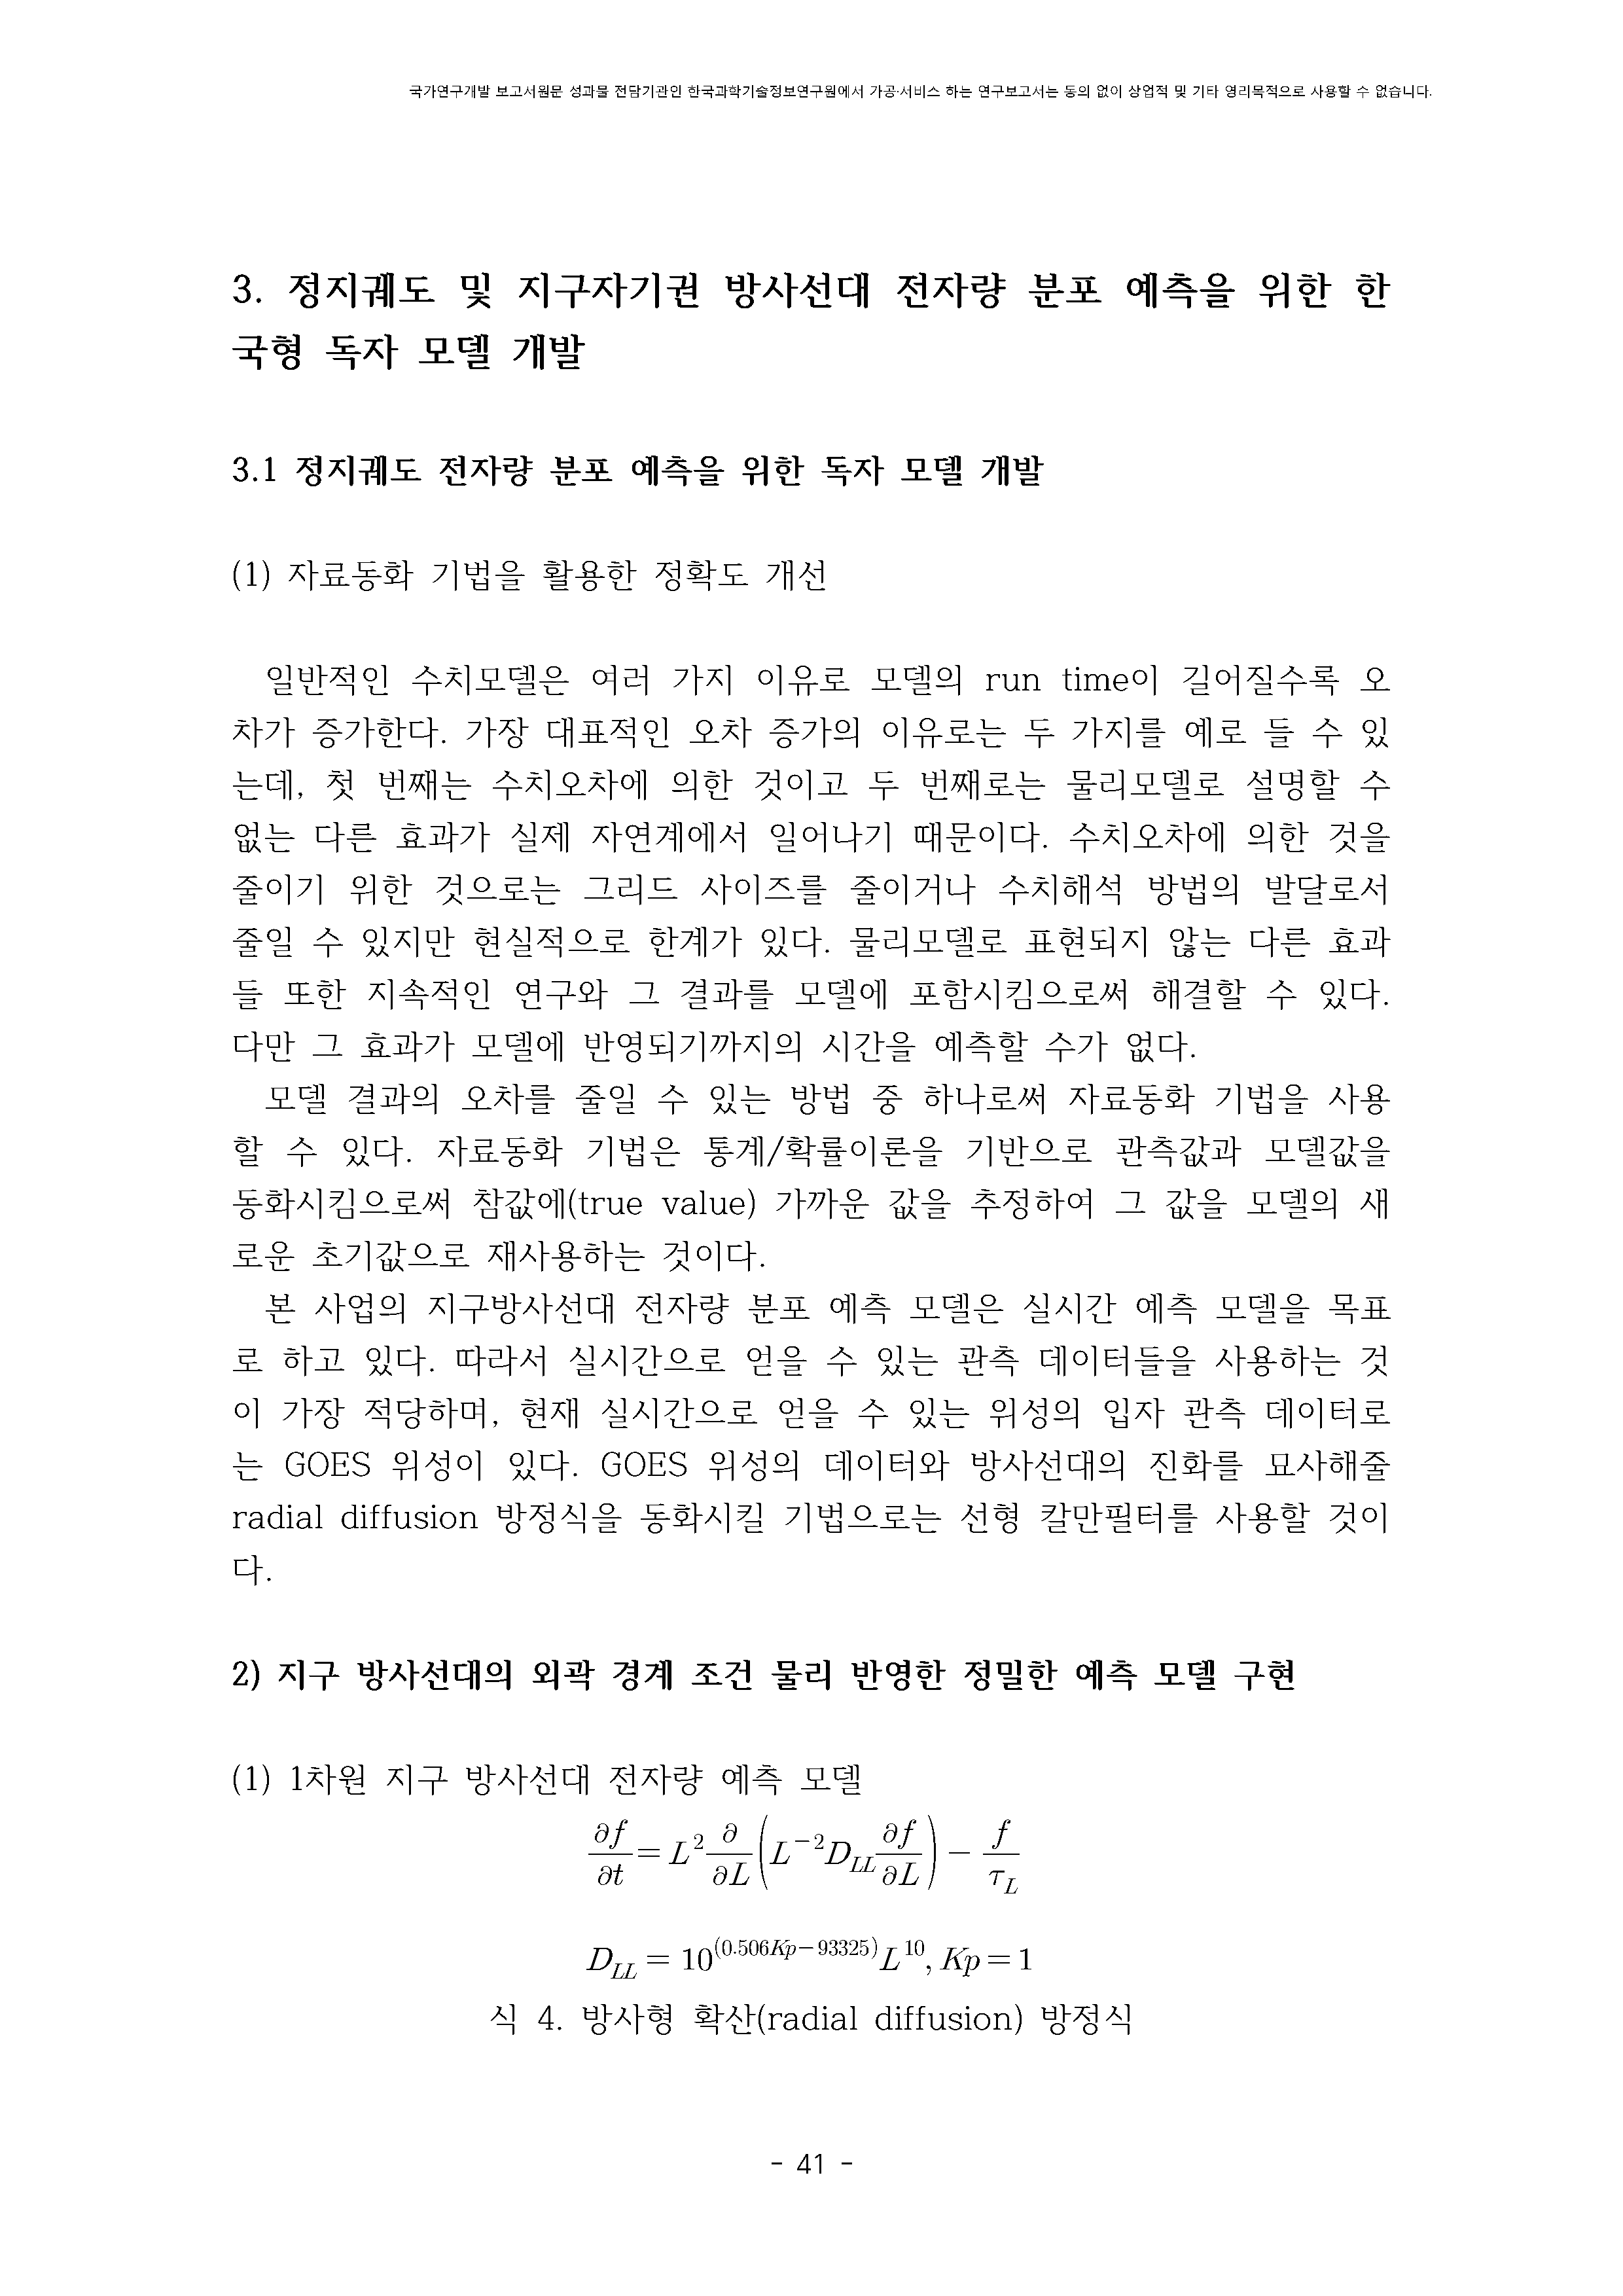 국가연구개발 보고서원문 성과물 전담기관인 한국과학기술정보연구원에서 가공·서비스 하는 연구보고서는 동의 없이 상업적 및 기타 영리목적으로 사용할 수 없습니다.
3. 정지궤도 및 지구자기권 방사선대 전자량 분포 예측을 위한 한
국형 독자 모델 개발
3.1 정지궤도 전자량 분포 예측을 위한 독자 모델 개발
(1) 자료동화 기법을 활용한 정확도 개선
일반적인 수치모델은 여러 가지 이유로 모델의 run time이 길어질수록 오
차가 증가한다. 가장 대표적인 오차 증가의 이유로는 두 가지를 예로 들 수 있
는데, 첫 번째는 수치오차에 의한 것이고 두 번째로는 물리모델로 설명할 수
없는 다른 효과가 실제 자연계에서 일어나기 때문이다. 수치오차에 의한 것을
줄이기 위한 것으로는 그리드 사이즈를 줄이거나 수치해석 방법의 발달로서
줄일 수 있지만 현실적으로 한계가 있다. 물리모델로 표현되지 않는 다른 효과
들 또한 지속적인 연구와 그 결과를 모델에 포함시킴으로써 해결할 수 있다.
다만 그 효과가 모델에 반영되기까지의 시간을 예측할 수가 없다.
모델 결과의 오차를 줄일 수 있는 방법 중 하나로써 자료동화 기법을 사용
할 수 있다. 자료동화 기법은 통계/확률이론을 기반으로 관측값과 모델값을
동화시킴으로써 참값에(true value) 가까운 값을 추정하여 그 값을 모델의 새
로운 초기값으로 재사용하는 것이다.
본 사업의 지구방사선대 전자량 분포 예측 모델은 실시간 예측 모델을 목표
로 하고 있다. 따라서 실시간으로 얻을 수 있는 관측 데이터들을 사용하는 것
이 가장 적당하며, 현재 실시간으로 얻을 수 있는 위성의 입자 관측 데이터로
는 GOES 위성이 있다. GOES 위성의 데이터와 방사선대의 진화를 묘사해줄
radial diffusion 방정식을 동화시킬 기법으로는 선형 칼만필터를 사용할 것이
다.
2) 지구 방사선대의 외곽 경계 조건 물리 반영한 정밀한 예측 모델 구현
(1) 1차원 지구 방사선대 전자량 예측 모델
∂f/∂t = L^2 ∂/∂L (L^{-2} D_{LL} ∂f/∂L) − f/τ_L
D_{LL} = 10^{(0.506Kp−93325)} L^{10}, Kp = 1
식 4. 방사형 확산(radial diffusion) 방정식
- 41 -